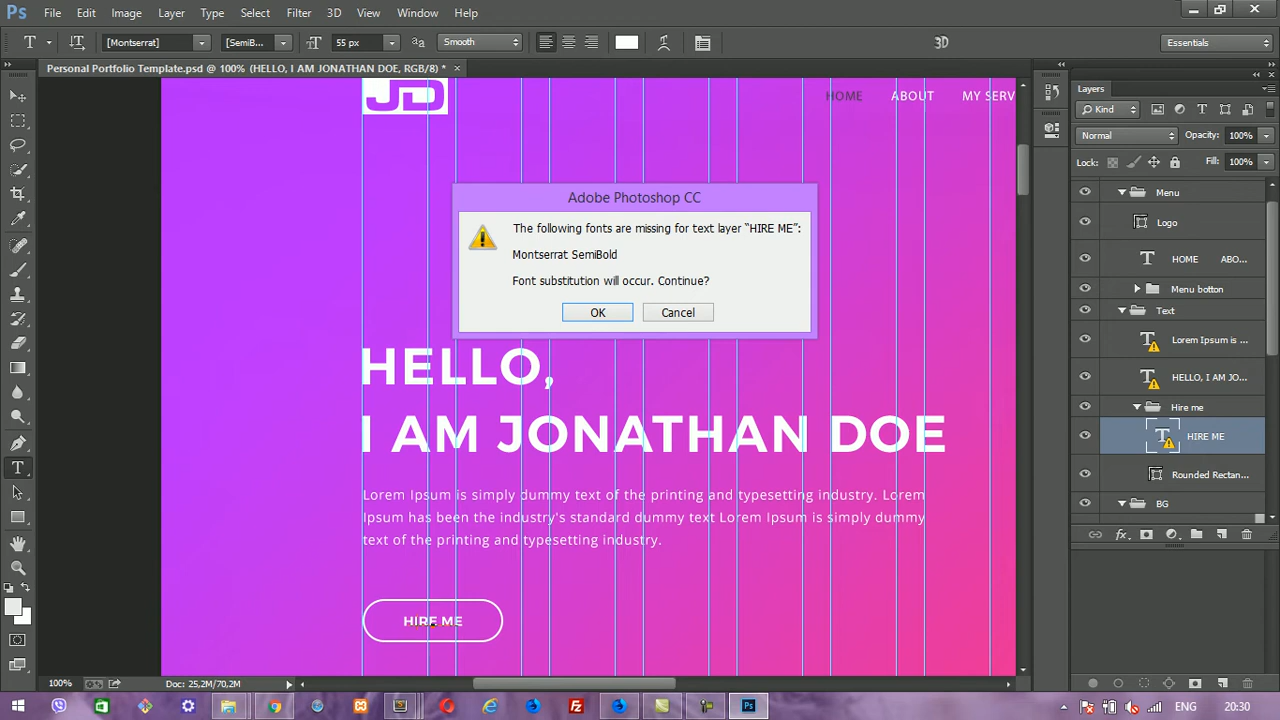 Ps File Edit Image Layer Type Select Filter 3D View Window Help
T [Montserrat] [SemiB... 55 px aa Smooth 3D Essentials
Personal Portfolio Template.psd @ 100% (HELLO, I AM JONATHAN DOE, RGB/8) * ×
JD HOME ABOUT MY SERV
Adobe Photoshop CC
The following fonts are missing for text layer “HIRE ME”:
Montserrat SemiBold
Font substitution will occur. Continue?
OK Cancel
HELLO,
I AM JONATHAN DOE
Lorem Ipsum is simply dummy text of the printing and typesetting industry. Lorem
Ipsum has been the industry's standard dummy text Lorem Ipsum is simply dummy
text of the printing and typesetting industry.
HIRE ME
Layers
Kind
Normal Opacity: 100%
Lock: Fill: 100%
Menu
Logo
HOME ABO...
Menu botton
Text
Lorem Ipsum is ...
HELLO, I AM JO...
Hire me
HIRE ME
Rounded Rectan...
BG
100% Doc: 25,2M/70,2M
Ps 20:30